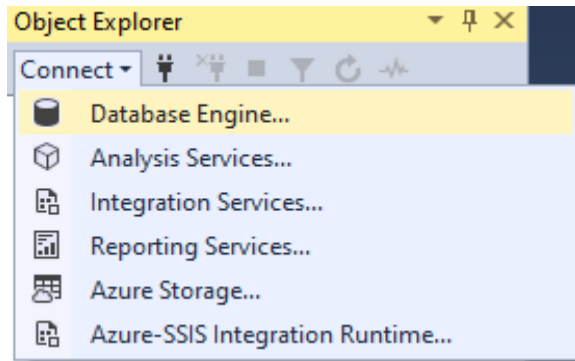 Object Explorer
Connect
Database Engine...
Analysis Services...
Integration Services...
Reporting Services...
Azure Storage...
Azure-SSIS Integration Runtime...